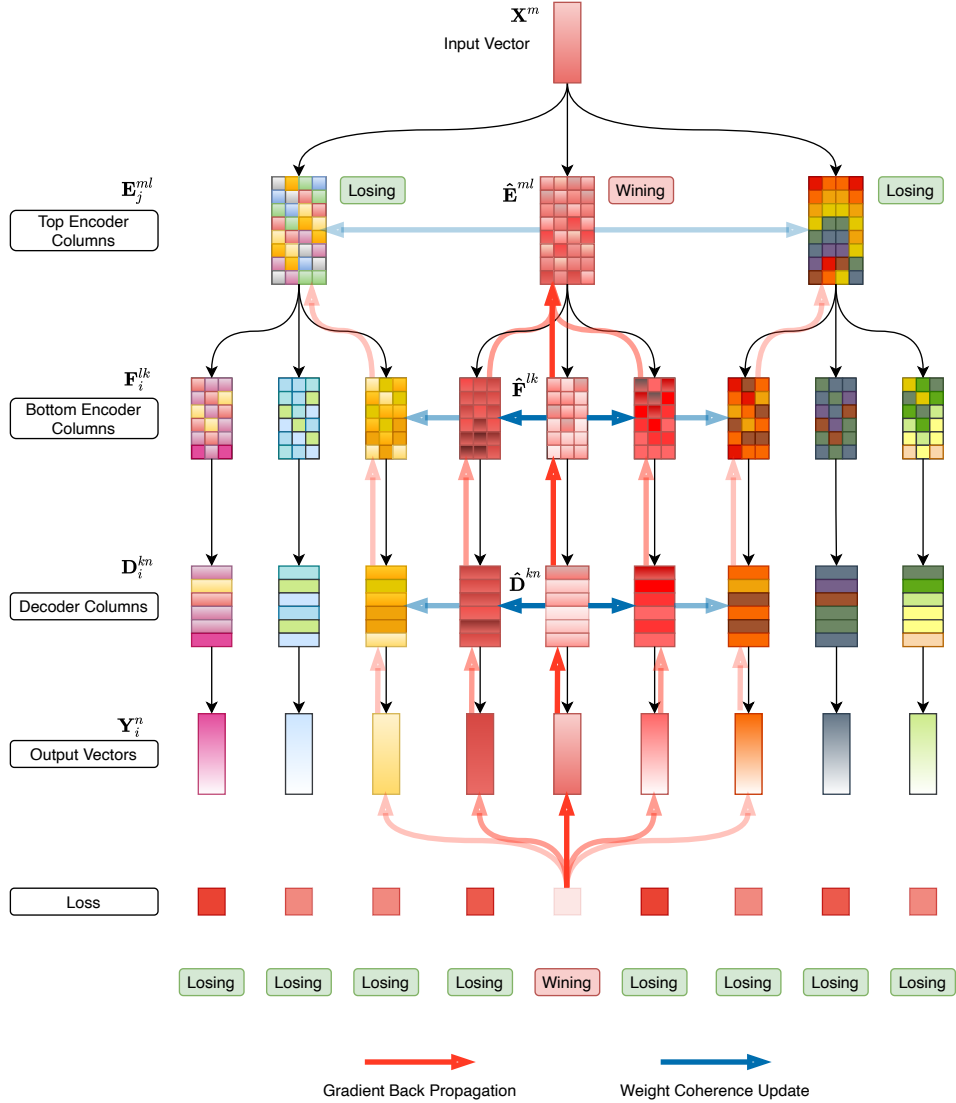 X^m
Input Vector
E_j^{ml}
Losing
Ê^{ml}
Wining
Losing
Top Encoder
Columns
F_i^{lk}
F̂^{lk}
Bottom Encoder
Columns
D_i^{kn}
D̂^{kn}
Decoder Columns
Y_i^n
Output Vectors
Loss
Losing Losing Losing Losing Wining Losing Losing Losing Losing
Gradient Back Propagation
Weight Coherence Update